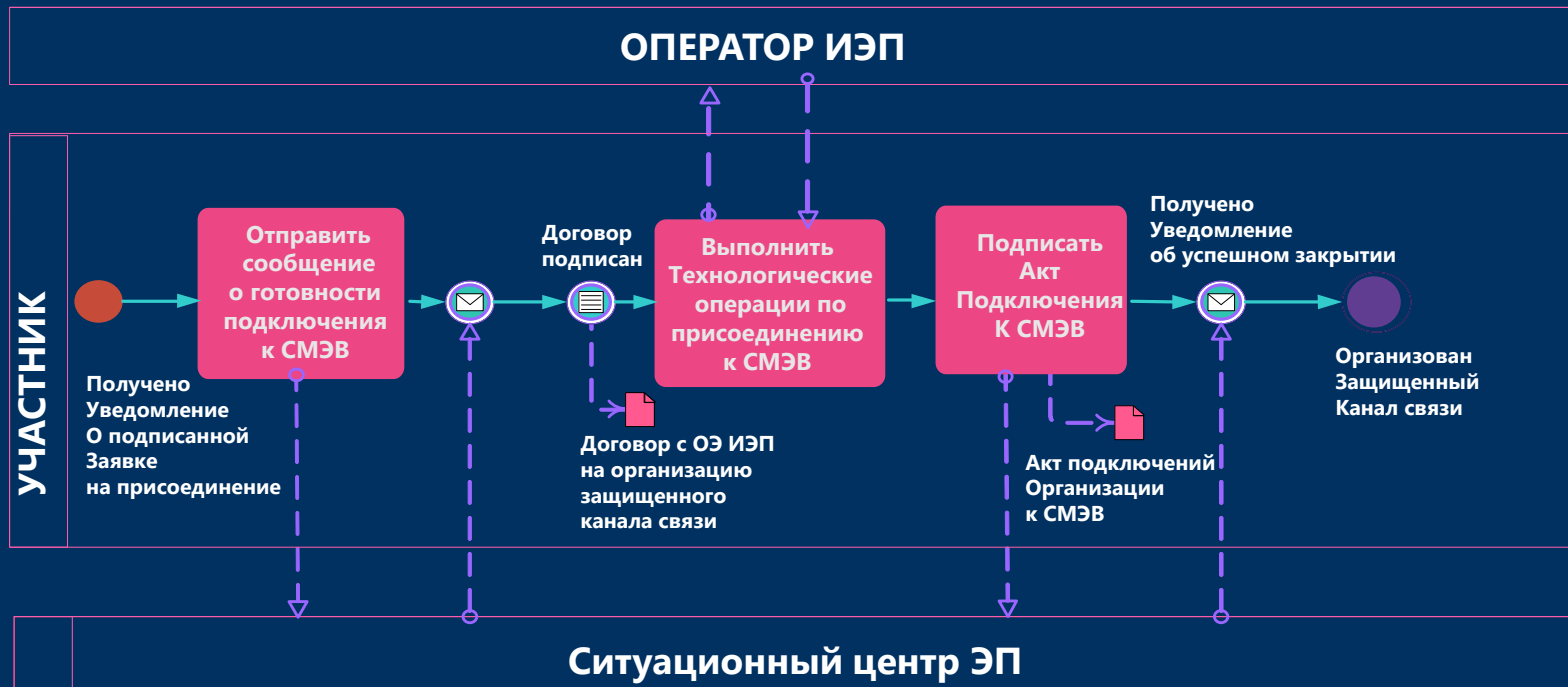 ОПЕРАТОР ИЭП
УЧАСТНИК
Получено
Уведомление
О подписанной
Заявке
на присоединение
Отправить
сообщение
о готовности
подключения
к СМЭВ
Договор
подписан
Договор с ОЭ ИЭП
на организацию
защищенного
канала связи
Выполнить
Технологические
операции по
присоединению
к СМЭВ
Подписать
Акт
Подключения
К СМЭВ
Акт подключений
Организации
к СМЭВ
Получено
Уведомление
об успешном закрытии
Организован
Защищенный
Канал связи
Ситуационный центр ЭП